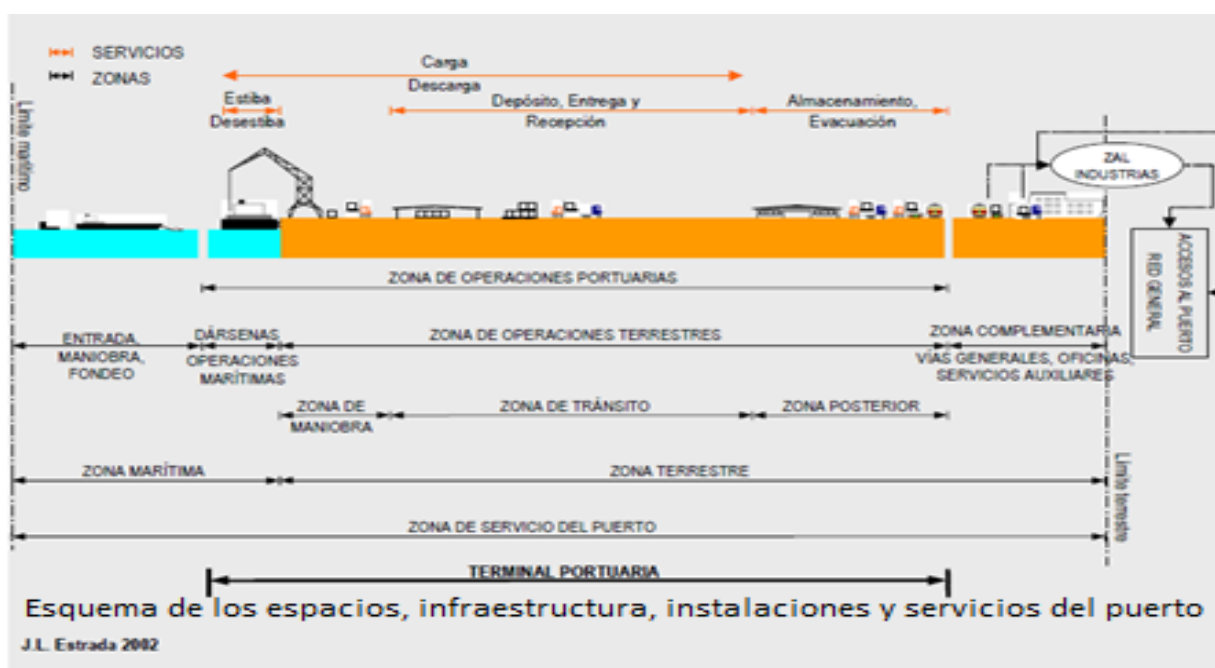 SERVICIOS
ZONAS
Límite marítimo
Carga
Descarga
Estiba
Desestiba
Depósito, Entrega y
Recepción
Almacenamiento,
Evacuación
ZAL
INDUSTRIAS
ACCESOS AL PUERTO
RED GENERAL
ZONA DE OPERACIONES PORTUARIAS
ENTRADA,
MANIOBRA,
FONDEO
DÁRSENAS
OPERACIONES
MARÍTIMAS
ZONA DE OPERACIONES TERRESTRES
ZONA COMPLEMENTARIA
VÍAS GENERALES, OFICINAS,
SERVICIOS AUXILIARES
ZONA DE
MANIOBRA
ZONA DE TRÁNSITO
ZONA POSTERIOR
ZONA MARÍTIMA
ZONA TERRESTRE
Límite terrestre
ZONA DE SERVICIO DEL PUERTO
TERMINAL PORTUARIA
Esquema de los espacios, infraestructura, instalaciones y servicios del puerto
J.L. Estrada 2002